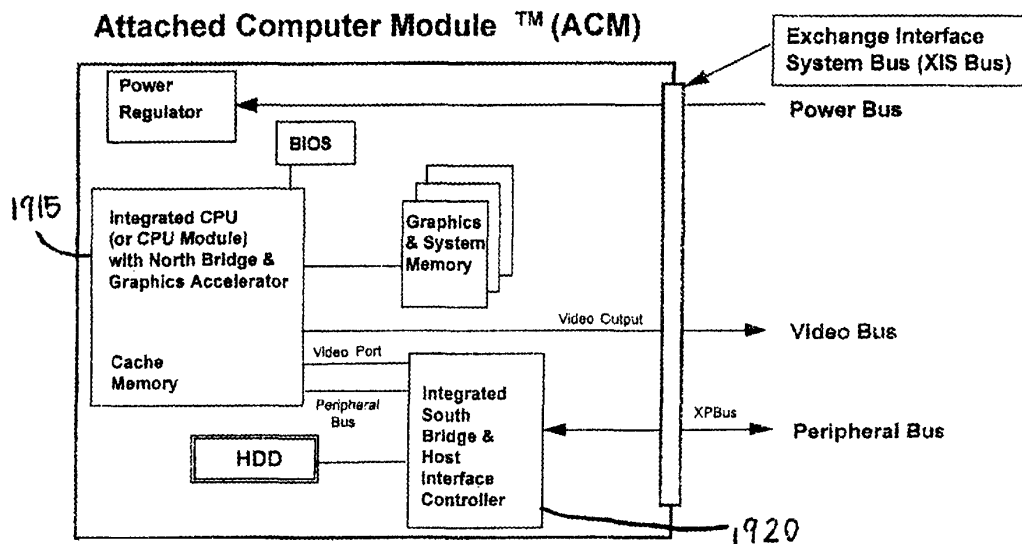 Attached Computer Module ™ (ACM)
Exchange Interface
System Bus (XIS Bus)
Power
Regulator
Power Bus
BIOS
1915
Integrated CPU
(or CPU Module)
with North Bridge &
Graphics Accelerator
Graphics
& System
Memory
Video Output
Video Bus
Video Port
Cache
Memory
Peripheral
Bus
Integrated
South
Bridge &
Host
Interface
Controller
XPBus
Peripheral Bus
HDD
1920